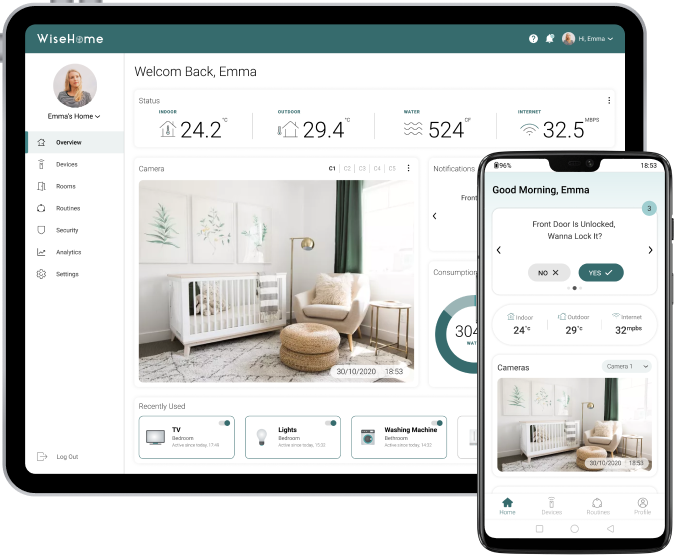 WiseHome
Hi, Emma
Emma's Home
Overview
Devices
Rooms
Routines
Security
Analytics
Settings
Log Out
Welcom Back, Emma
Status
INDOOR
24.2 °C
OUTDOOR
29.4 °C
WATER
524 CF
INTERNET
32.5 MBPS
Camera
C1 | C2 | C3 | C4 | C5
30/10/2020 18:53
Notifications
Front
Consumption
304
WAT
Recently Used
TV
Bedroom
Active since today, 17:46
Lights
Bedroom
Active since today, 15:32
Washing Machine
Bethroom
Active since today, 14:32
96%
18:53
Good Morning, Emma
3
Front Door Is Unlocked,
Wanna Lock It?
NO
YES
Indoor
24°c
Outdoor
29°c
Internet
32mpbs
Cameras
Camera 1
30/10/2020 18:53
Home
Devices
Routines
Profile